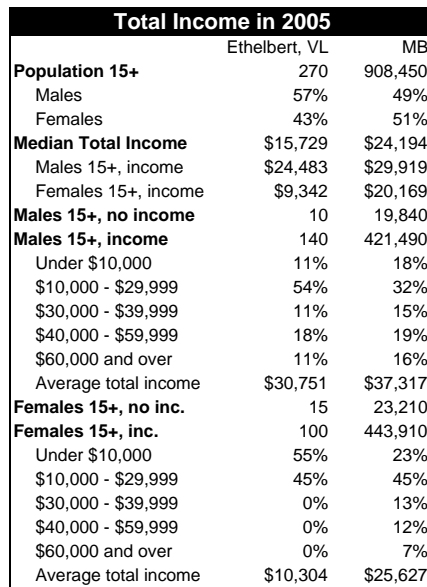 Total Income in 2005
Ethelbert, VL MB
Population 15+ 270 908,450
Males 57% 49%
Females 43% 51%
Median Total Income $15,729 $24,194
Males 15+, income $24,483 $29,919
Females 15+, income $9,342 $20,169
Males 15+, no income 10 19,840
Males 15+, income 140 421,490
Under $10,000 11% 18%
$10,000 - $29,999 54% 32%
$30,000 - $39,999 11% 15%
$40,000 - $59,999 18% 19%
$60,000 and over 11% 16%
Average total income $30,751 $37,317
Females 15+, no inc. 15 23,210
Females 15+, inc. 100 443,910
Under $10,000 55% 23%
$10,000 - $29,999 45% 45%
$30,000 - $39,999 0% 13%
$40,000 - $59,999 0% 12%
$60,000 and over 0% 7%
Average total income $10,304 $25,627